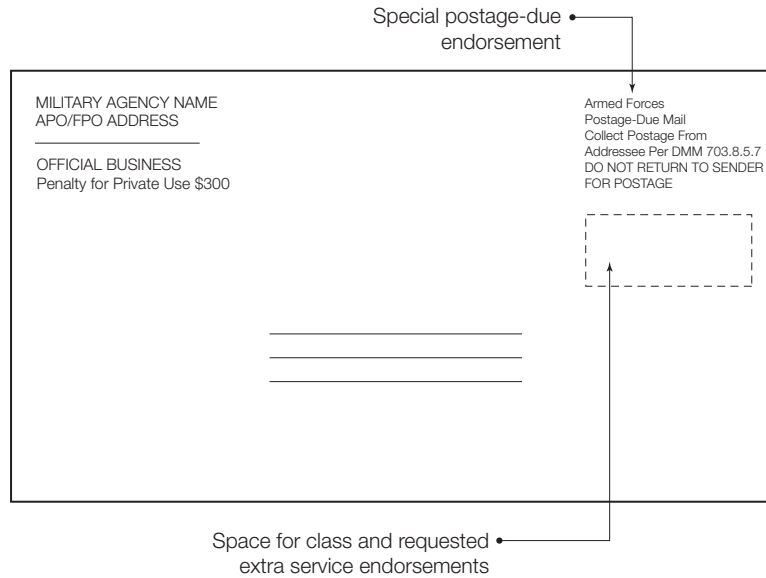 Special postage-due
endorsement
MILITARY AGENCY NAME
APO/FPO ADDRESS
OFFICIAL BUSINESS
Penalty for Private Use $300
Armed Forces
Postage-Due Mail
Collect Postage From
Addressee Per DMM 703.8.5.7
DO NOT RETURN TO SENDER
FOR POSTAGE
Space for class and requested
extra service endorsements